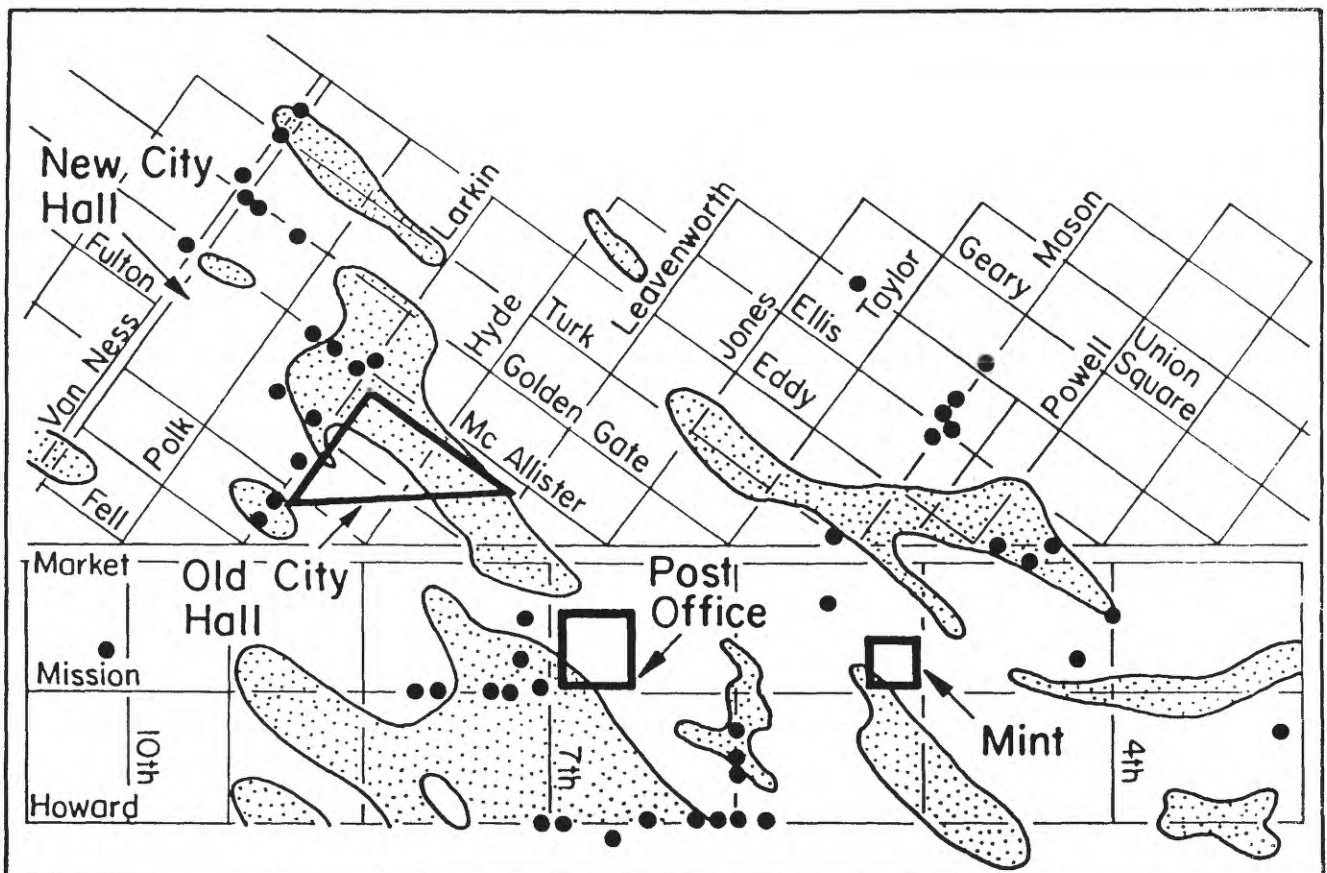 New City
Hall
Fulton
Van Ness
Polk
Fell
Larkin
Hyde
Turk
Leavenworth
Golden Gate
Mc Allister
Jones
Ellis
Eddy
Taylor
Geary
Mason
Powell
Union
Square
Market
Old City
Hall
Post
Office
Mission
Mint
10th
7th
4th
Howard